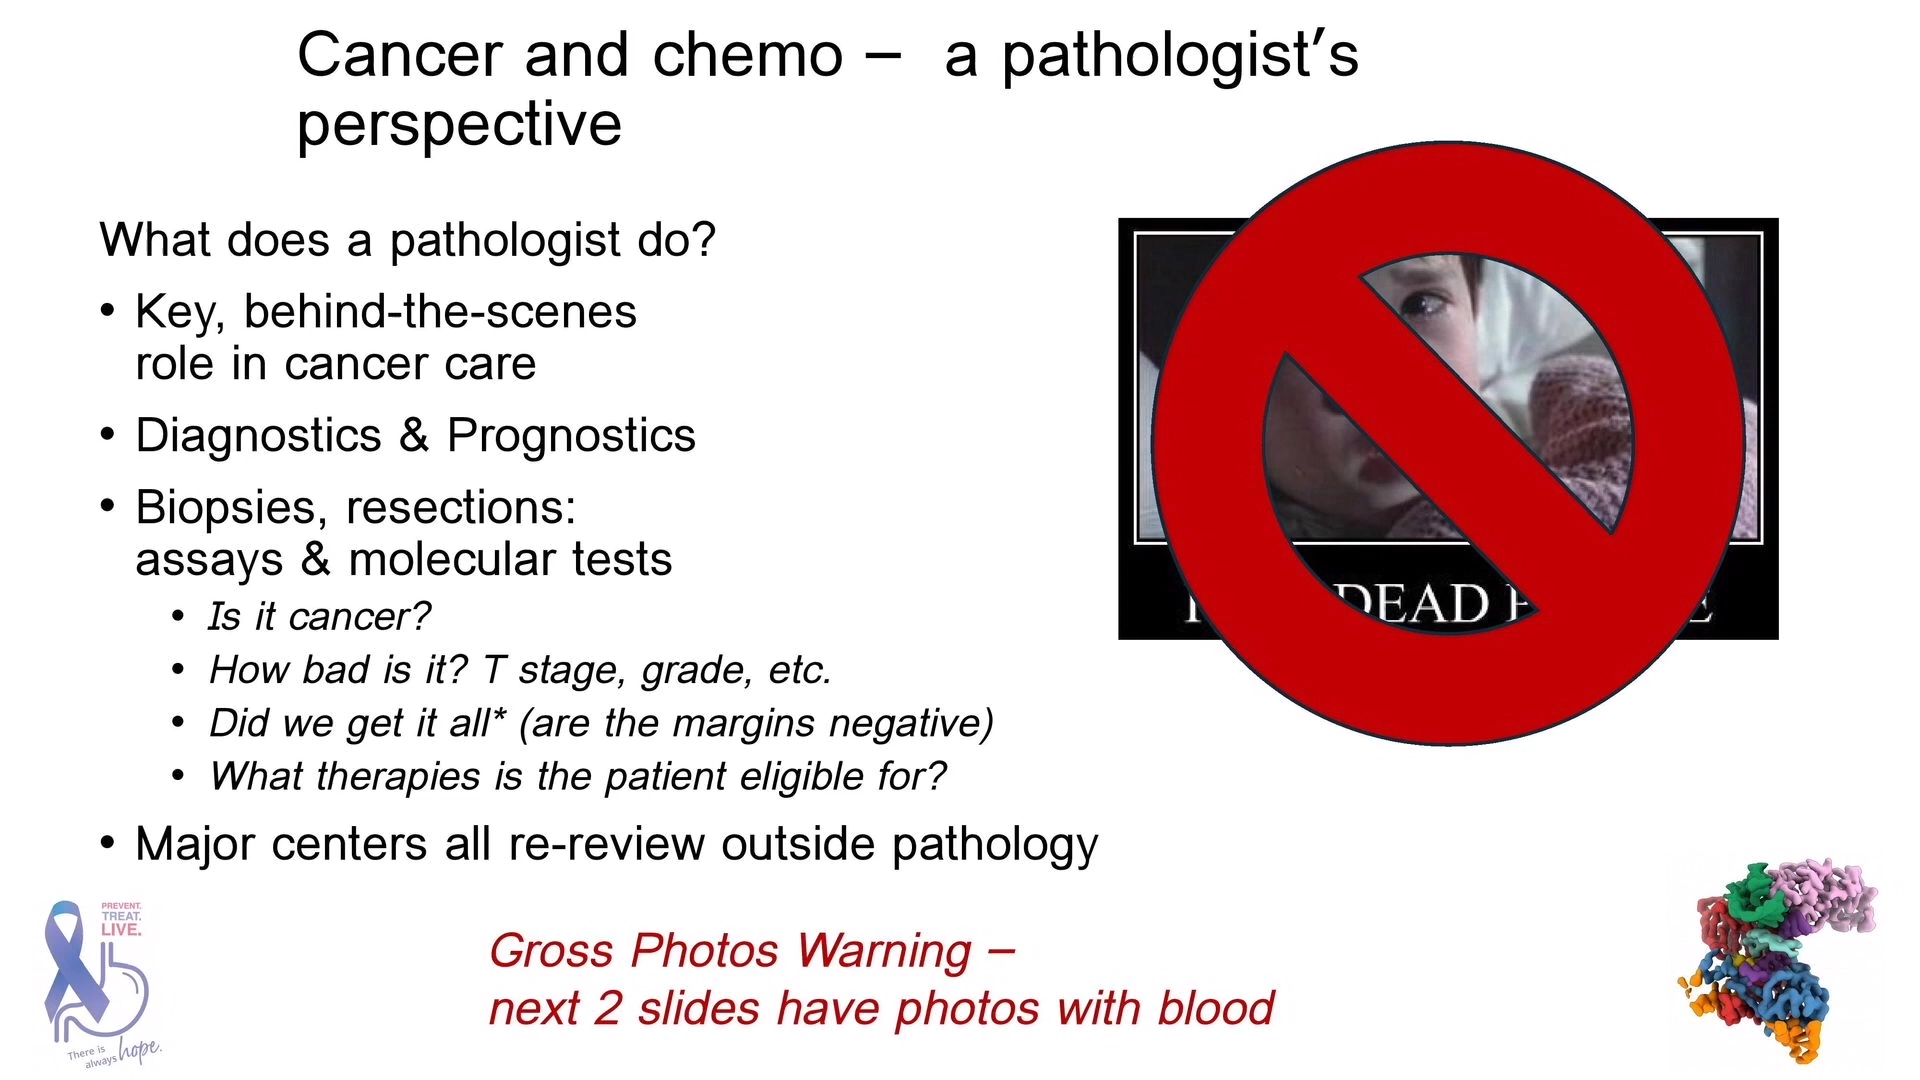 Cancer and chemo –  a pathologist’s
perspective
What does a pathologist do?
• Key, behind-the-scenes
role in cancer care
• Diagnostics & Prognostics
• Biopsies, resections:
assays & molecular tests
• Is it cancer?
• How bad is it? T stage, grade, etc.
• Did we get it all* (are the margins negative)
• What therapies is the patient eligible for?
• Major centers all re-review outside pathology
DEAD
Gross Photos Warning –
next 2 slides have photos with blood
PREVENT.
TREAT.
LIVE.
There is
always hope.